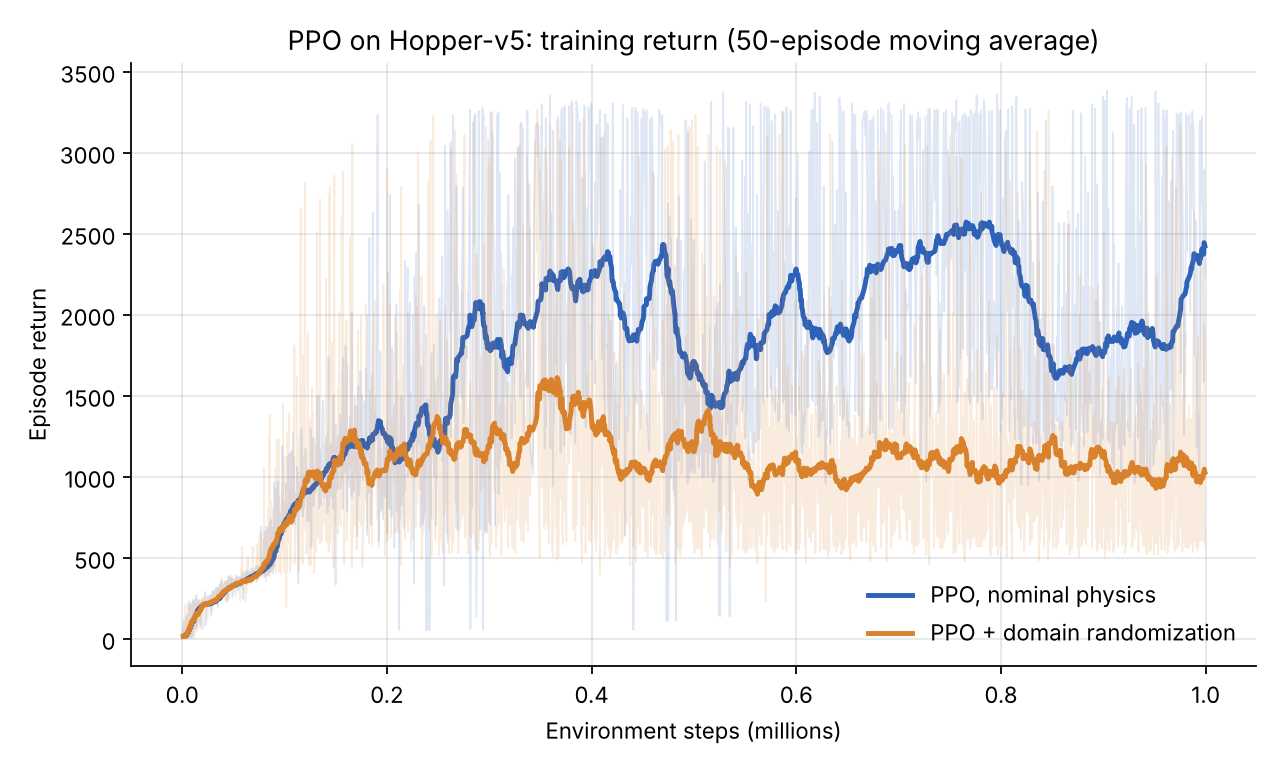 PPO on Hopper-v5: training return (50-episode moving average)
3500
3000
2500
2000
1500
1000
500
0
Episode return
PPO, nominal physics
PPO + domain randomization
0.0 0.2 0.4 0.6 0.8 1.0
Environment steps (millions)